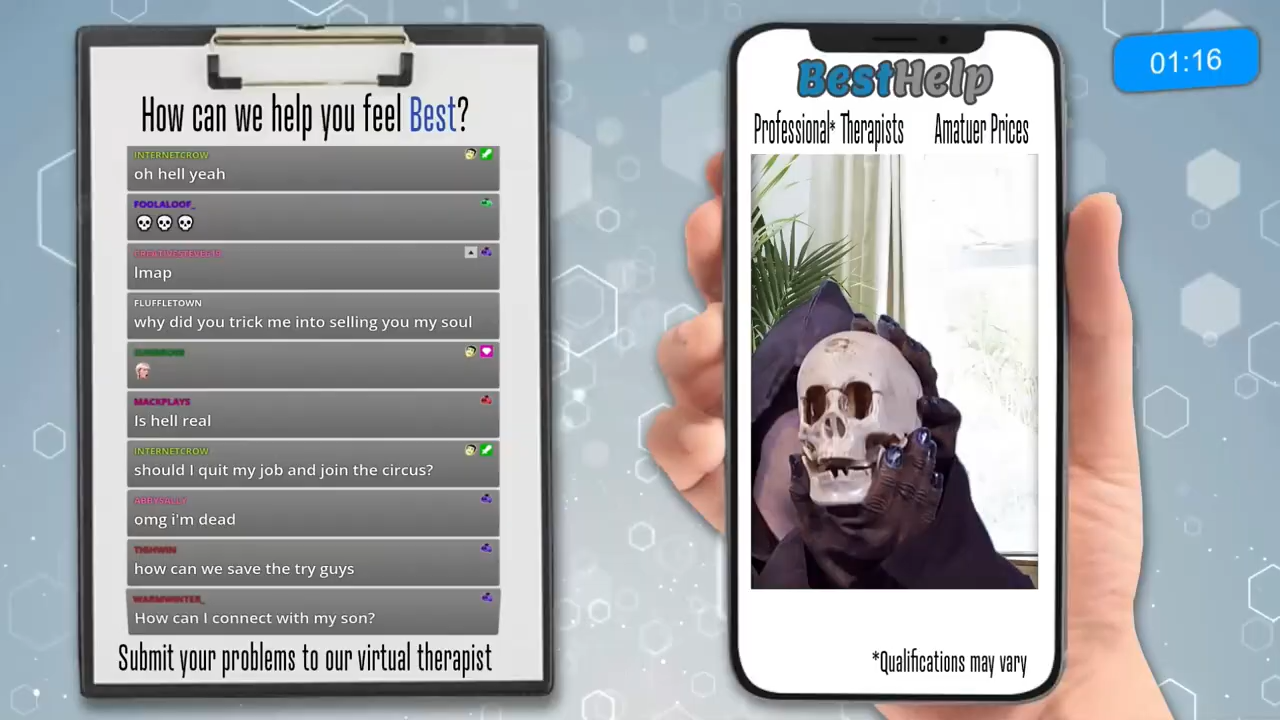 How can we help you feel Best?
INTERNETCROW
oh hell yeah
FOOLALOOF_
lmap
FLUFFLETOWN
why did you trick me into selling you my soul
MACKPLAYS
Is hell real
INTERNETCROW
should I quit my job and join the circus?
ABBYSALLY
omg i'm dead
THEHWIN
how can we save the try guys
WARMWINTER_
How can I connect with my son?
Submit your problems to our virtual therapist
BestHelp
Professional* Therapists
Amatuer Prices
*Qualifications may vary
01:16